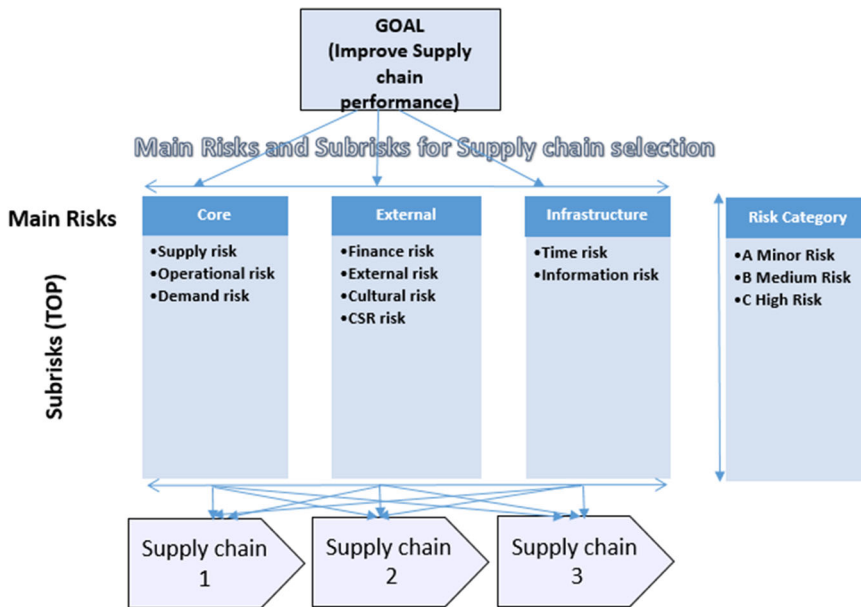 GOAL
(Improve Supply
chain
performance)
Main Risks and Subrisks for Supply chain selection
Main Risks
Subrisks (TOP)
Core
•Supply risk
•Operational risk
•Demand risk
External
•Finance risk
•External risk
•Cultural risk
•CSR risk
Infrastructure
•Time risk
•Information risk
Risk Category
•A Minor Risk
•B Medium Risk
•C High Risk
Supply chain
1
Supply chain
2
Supply chain
3